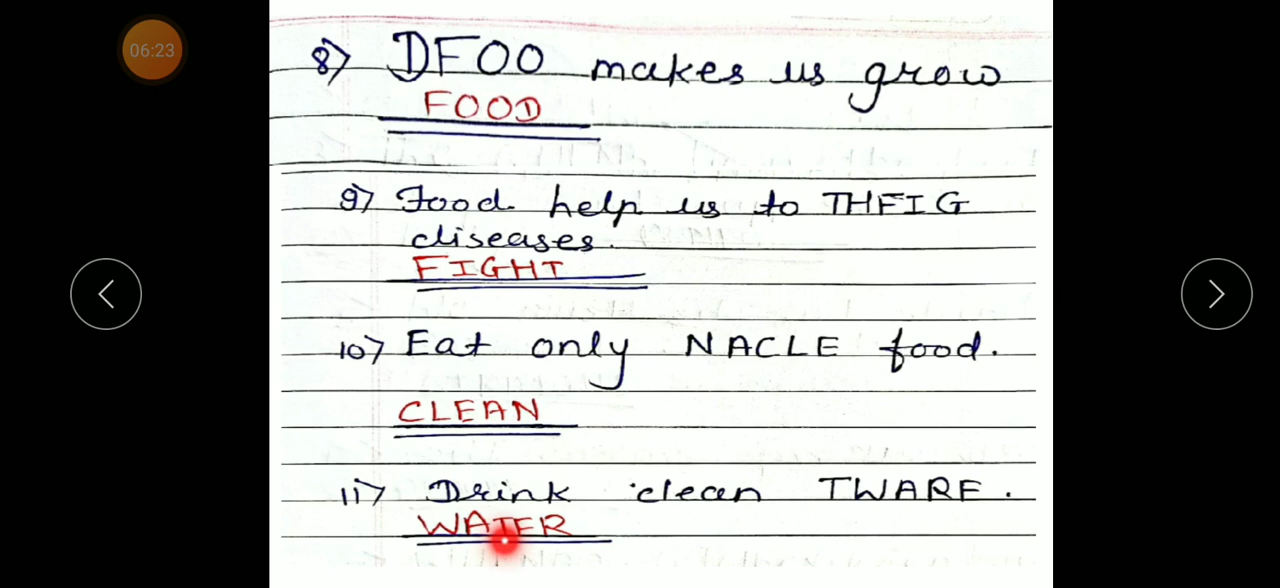 06:23
8) DFOO makes us grow
FOOD
9) Food help us to THFIG
diseases.
FIGHT
10) Eat only NACLE food.
CLEAN
11) Drink clean TWARE.
WATER